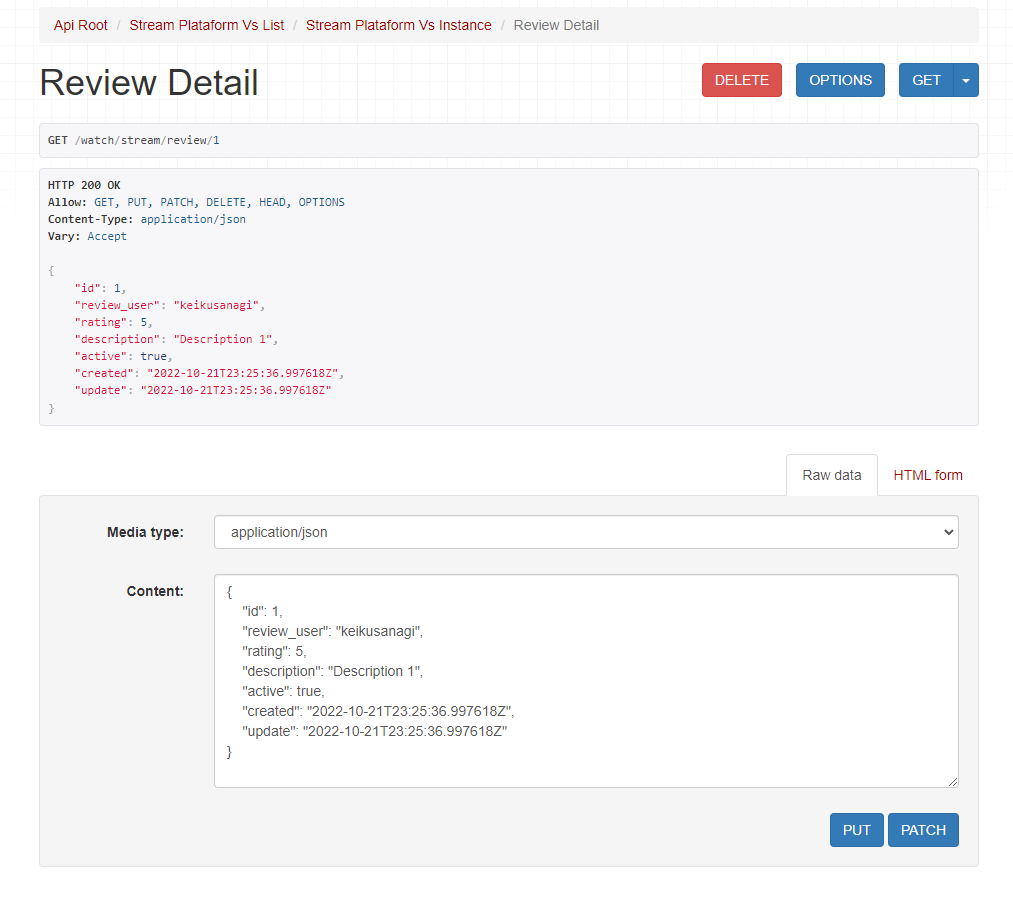 Api Root / Stream Plataform Vs List / Stream Plataform Vs Instance / Review Detail
Review Detail
DELETE
OPTIONS
GET
GET /watch/stream/review/1
HTTP 200 OK
Allow: GET, PUT, PATCH, DELETE, HEAD, OPTIONS
Content-Type: application/json
Vary: Accept
{
    "id": 1,
    "review_user": "keikusanagi",
    "rating": 5,
    "description": "Description 1",
    "active": true,
    "created": "2022-10-21T23:25:36.997618Z",
    "update": "2022-10-21T23:25:36.997618Z"
}
Raw data
HTML form
Media type:
application/json
Content:
{
    "id": 1,
    "review_user": "keikusanagi",
    "rating": 5,
    "description": "Description 1",
    "active": true,
    "created": "2022-10-21T23:25:36.997618Z",
    "update": "2022-10-21T23:25:36.997618Z"
}
PUT
PATCH